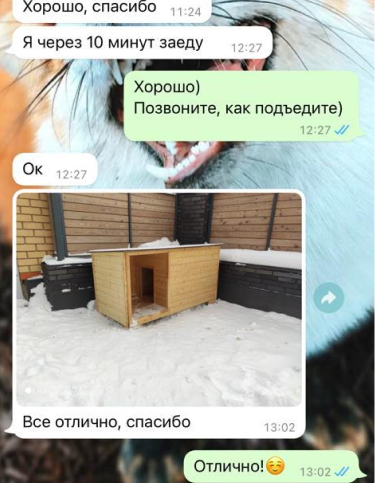 Хорошо, спасибо 11:24
Я через 10 минут заеду 12:27
Хорошо)
Позвоните, как подъедите)
12:27
Ок 12:27
Все отлично, спасибо 13:02
Отлично!☺️ 13:02